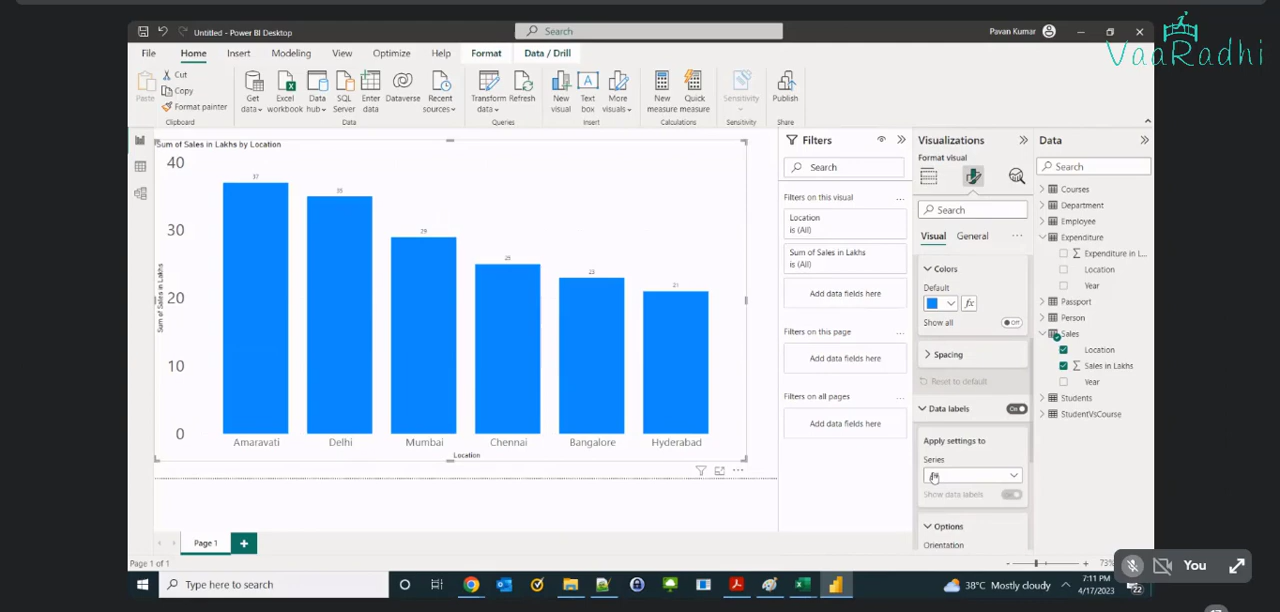 Untitled - Power BI Desktop
Search
Pavan Kumar
VaaRadhi
File Home Insert Modeling View Optimize Help Format Data / Drill
Paste
Cut
Copy
Format painter
Clipboard
Get data
Excel workbook
Data hub
SQL Server
Enter data
Dataverse
Recent sources
Data
Transform data
Refresh
Queries
New visual
Text box
More visuals
Insert
New measure
Quick measure
Calculations
Sensitivity
Sensitivity
Publish
Share
Sum of Sales in Lakhs by Location
40
30
20
10
0
Sum of Sales in Lakhs
37
35
29
25
23
21
Amaravati Delhi Mumbai Chennai Bangalore Hyderabad
Location
Filters
Search
Filters on this visual
Location
is (All)
Sum of Sales in Lakhs
is (All)
Add data fields here
Filters on this page
Add data fields here
Filters on all pages
Add data fields here
Visualizations
Format visual
Search
Visual General
Colors
Default
fx
Show all
Off
Spacing
Reset to default
Data labels
On
Apply settings to
Series
Show data labels
Options
Orientation
Data
Search
Courses
Department
Employee
Expenditure
Expenditure in L...
Location
Year
Passport
Person
Sales
Location
Sales in Lakhs
Year
Students
StudentVsCourse
Page 1
Page 1 of 1
73%
You
Type here to search
38°C Mostly cloudy
7:11 PM
4/17/2023
22